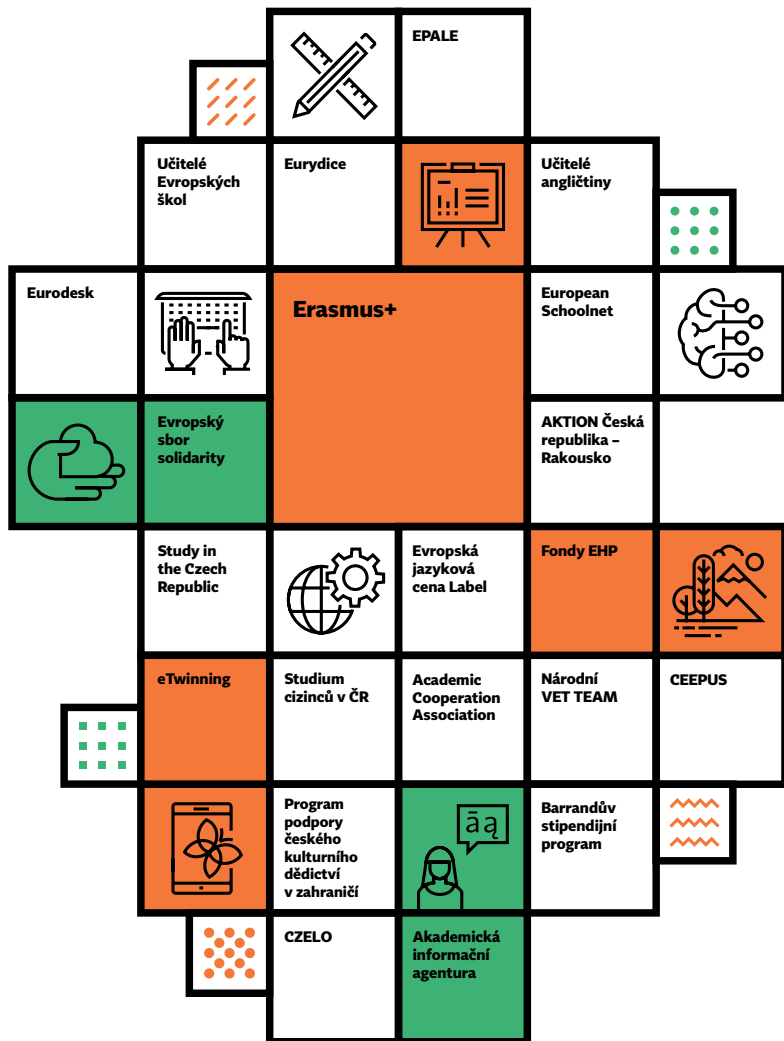 EPALE
Učitelé
Evropských
škol
Eurydice
Učitelé
angličtiny
Eurodesk
Erasmus+
European
Schoolnet
Evropský
sbor
solidarity
AKTION Česká
republika –
Rakousko
Study in
the Czech
Republic
Evropská
jazyková
cena Label
Fondy EHP
eTwinning
Studium
cizinců v ČR
Academic
Cooperation
Association
Národní
VET TEAM
CEEPUS
Program
podpory
českého
kulturního
dědictví
v zahraničí
āą
Barrandův
stipendijní
program
CZELO
Akademická
informační
agentura